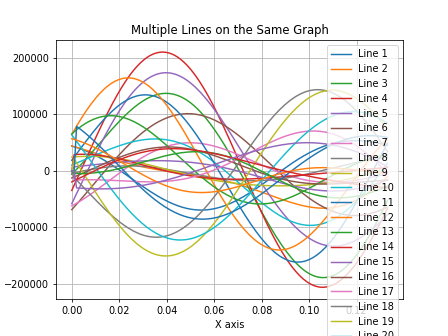 Multiple Lines on the Same Graph
200000
100000
0
−100000
−200000
0.00
0.02
0.04
0.06
0.08
0.10
X axis
Line 1
Line 2
Line 3
Line 4
Line 5
Line 6
Line 7
Line 8
Line 9
Line 10
Line 11
Line 12
Line 13
Line 14
Line 15
Line 16
Line 17
Line 18
Line 19
Line 20